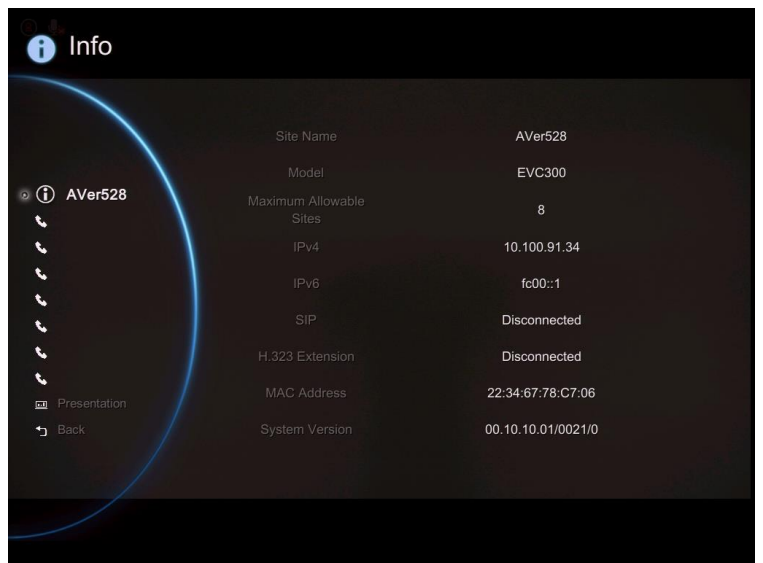 Info
AVer528
Presentation
Back
Site Name AVer528
Model EVC300
Maximum Allowable
Sites 8
IPv4 10.100.91.34
IPv6 fc00::1
SIP Disconnected
H.323 Extension Disconnected
MAC Address 22:34:67:78:C7:06
System Version 00.10.10.01/0021/0